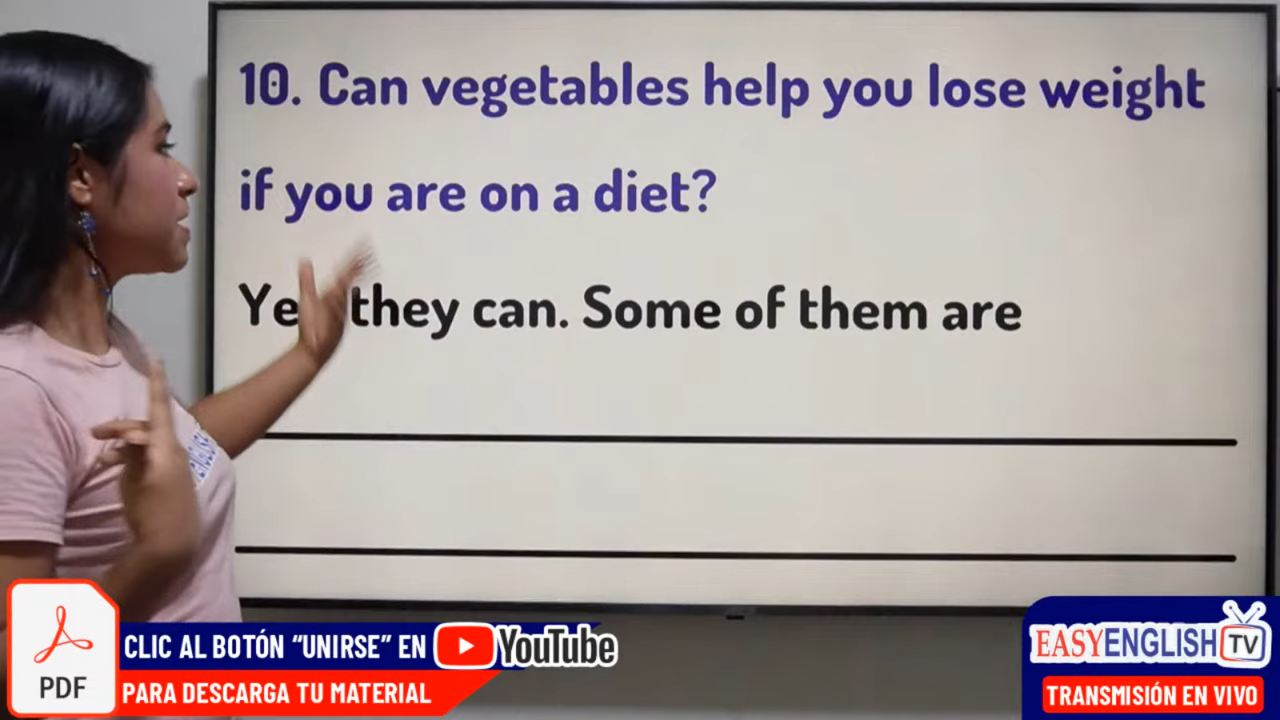 10. Can vegetables help you lose weight
if you are on a diet?
Ye they can. Some of them are
CLIC AL BOTÓN “UNIRSE” EN YouTube
PARA DESCARGA TU MATERIAL
PDF
EASYENGLISH TV
TRANSMISIÓN EN VIVO